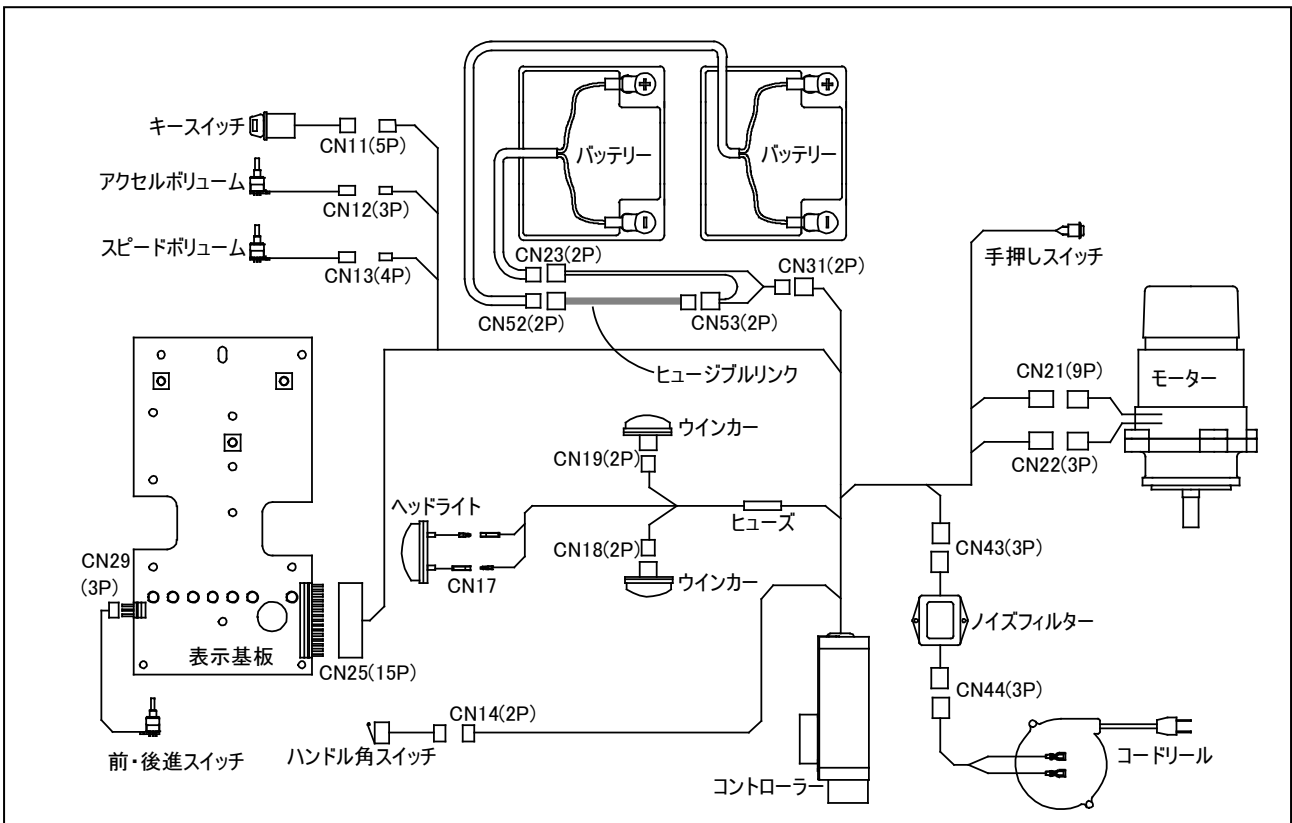 キースイッチ
CN11(5P)
アクセルボリューム
CN12(3P)
スピードボリューム
CN13(4P)
バッテリー
バッテリー
CN23(2P)
CN31(2P)
CN52(2P)
CN53(2P)
ヒュージブルリンク
手押しスイッチ
CN21(9P)
モーター
CN22(3P)
ウインカー
CN19(2P)
ヘッドライト
ヒューズ
CN18(2P)
CN17
ウインカー
CN29
(3P)
表示基板
CN25(15P)
CN43(3P)
ノイズフィルター
CN44(3P)
CN14(2P)
前・後進スイッチ
ハンドル角スイッチ
コントローラー
コードリール